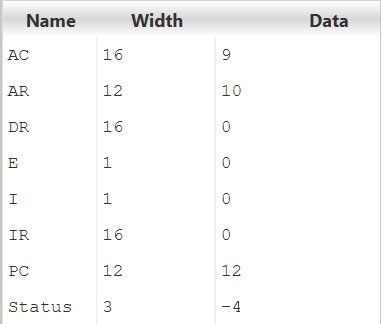 Name Width Data
AC 16 9
AR 12 10
DR 16 0
E 1 0
I 1 0
IR 16 0
PC 12 12
Status 3 -4